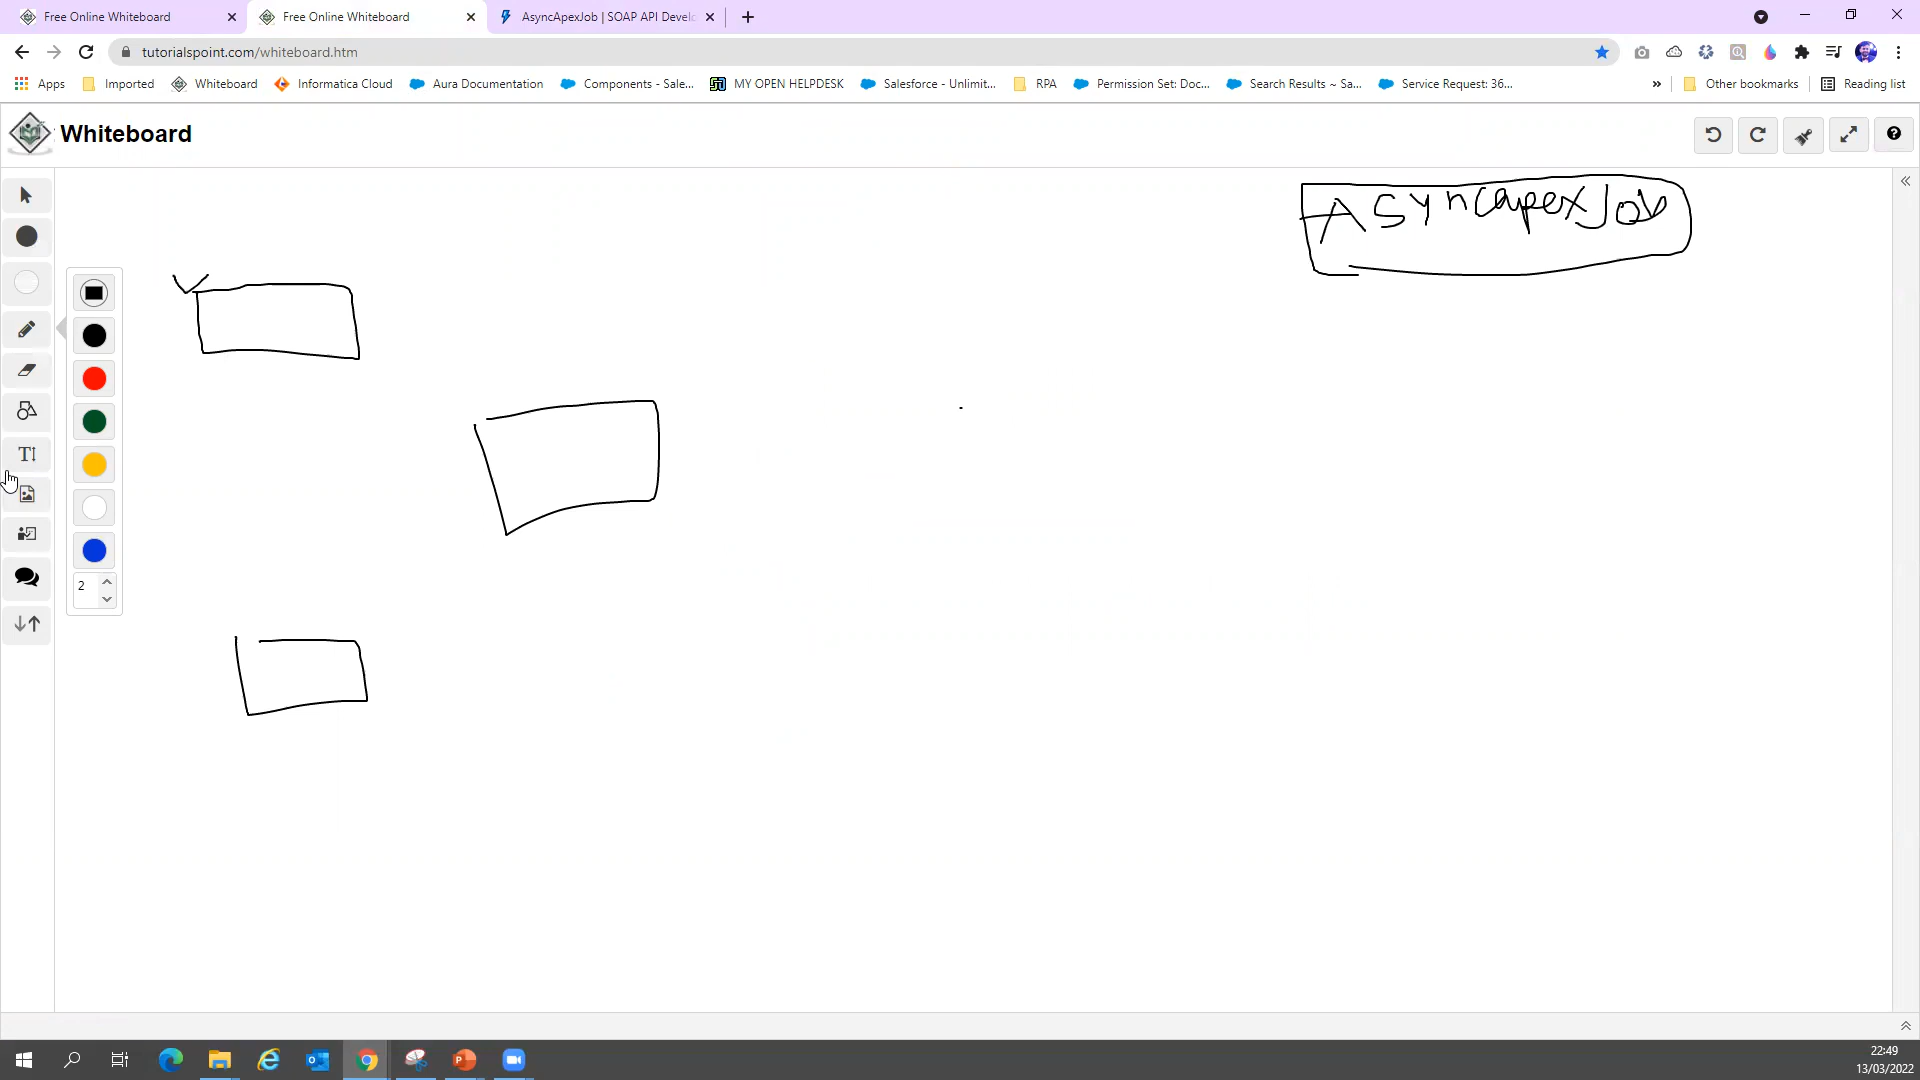 Free Online Whiteboard
Free Online Whiteboard
AsyncApexJob | SOAP API Devel
tutorialspoint.com/whiteboard.htm
Apps
Imported
Whiteboard
Informatica Cloud
Aura Documentation
Components - Sale...
MY OPEN HELPDESK
Salesforce - Unlimit...
RPA
Permission Set: Doc...
Search Results ~ Sa...
Service Request: 36...
»
Other bookmarks
Reading list
Whiteboard
AsyncapexJob
2
22:49
13/03/2022